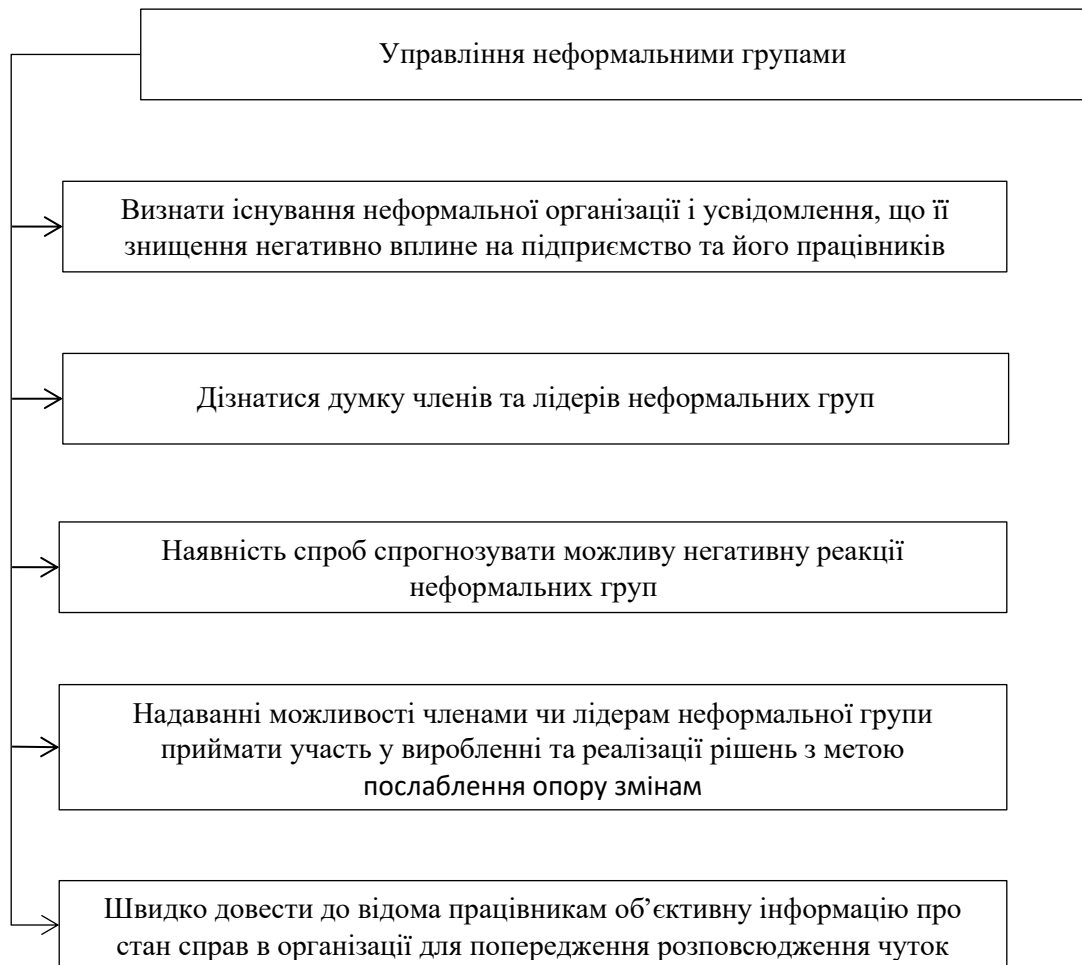 Управління неформальними групами
Визнати існування неформальної організації і усвідомлення, що її
знищення негативно вплине на підприємство та його працівників
Дізнатися думку членів та лідерів неформальних груп
Наявність спроб спрогнозувати можливу негативну реакції
неформальних груп
Надаванні можливості членами чи лідерам неформальної групи
приймати участь у виробленні та реалізації рішень з метою
послаблення опору змінам
Швидко довести до відома працівникам об’єктивну інформацію про
стан справ в організації для попередження розповсюдження чуток